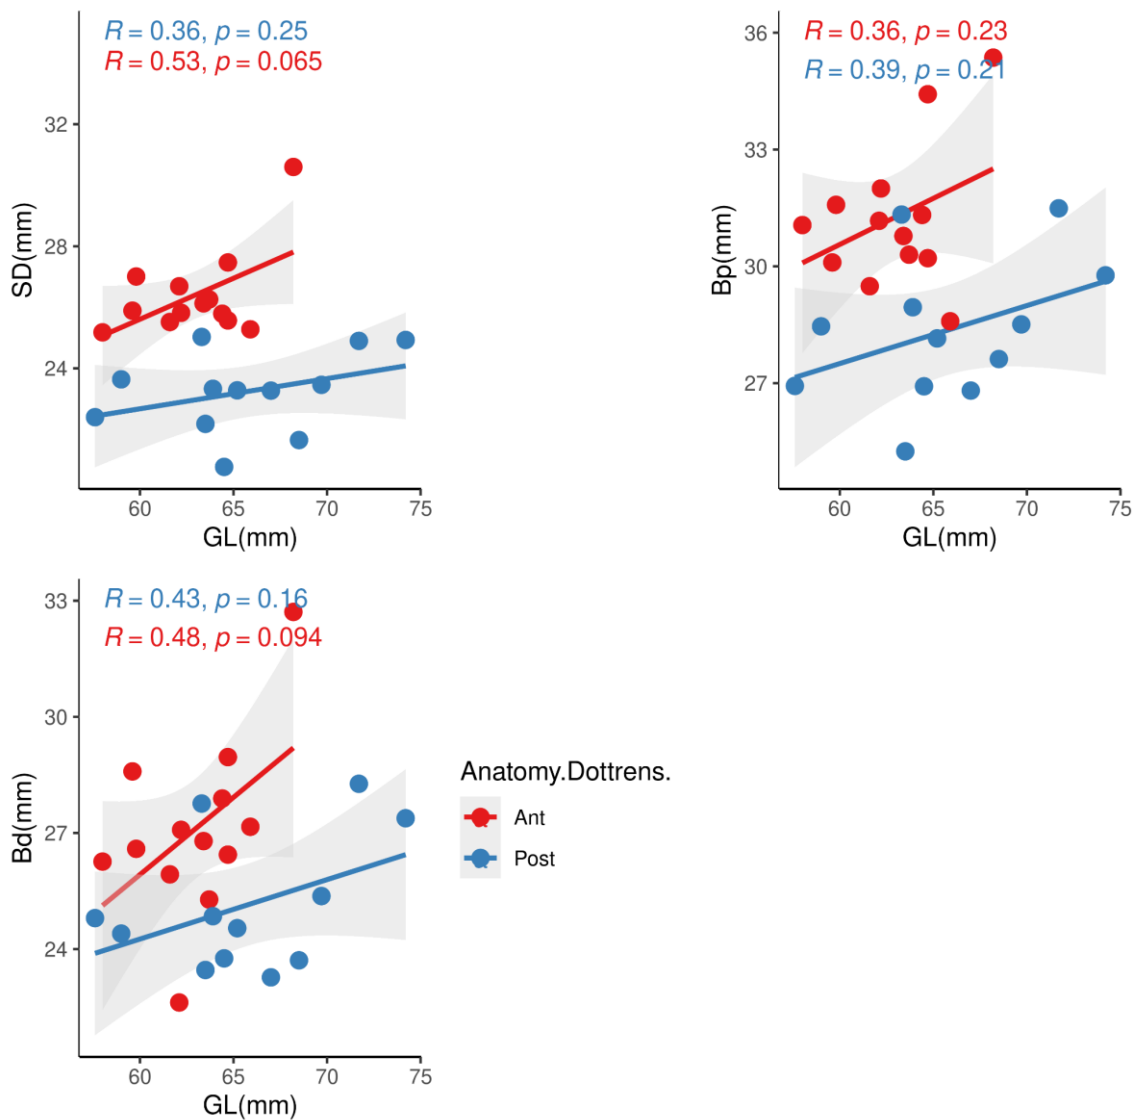 R = 0.36, p = 0.25
R = 0.53, p = 0.065
32
28
24
SD(mm)
60 65 70 75
GL(mm)
R = 0.36, p = 0.23
R = 0.39, p = 0.21
36
33
30
27
Bp(mm)
60 65 70 75
GL(mm)
R = 0.43, p = 0.16
R = 0.48, p = 0.094
33
30
27
24
Bd(mm)
60 65 70 75
GL(mm)
Anatomy.Dottrens.
Ant
Post